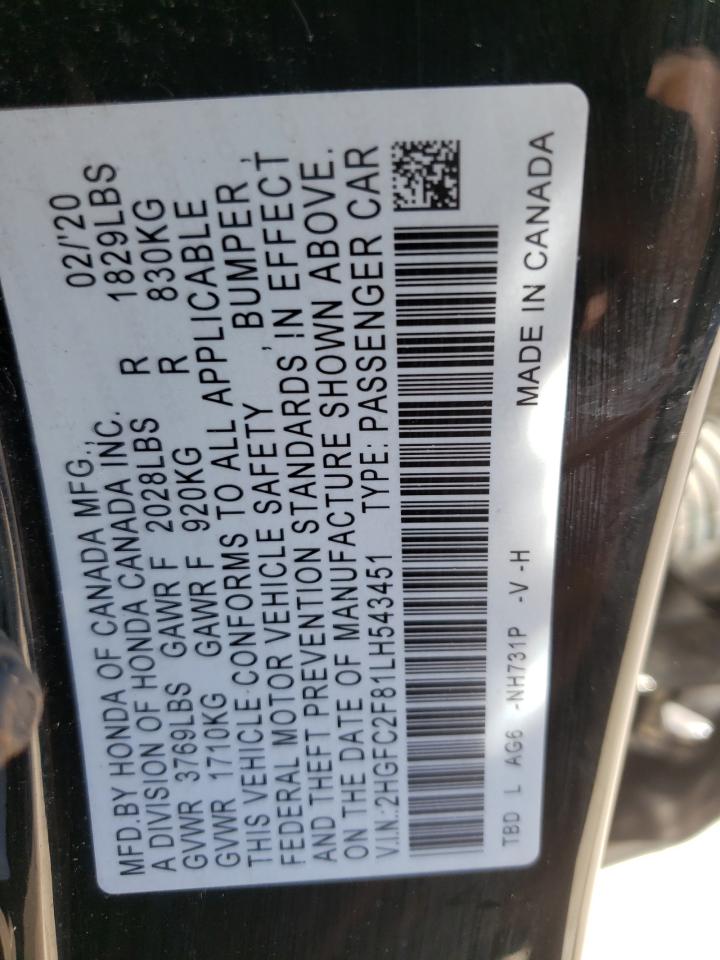 MFD.BY HONDA OF CANADA MFG., 02/'20
A DIVISION OF HONDA CANADA INC.
GVWR 3769LBS GAWR F 2028LBS R 1829LBS
GVWR 1710KG GAWR F 920KG R 830KG
THIS VEHICLE CONFORMS TO ALL APPLICABLE
FEDERAL MOTOR VEHICLE SAFETY , BUMPER ,
AND THEFT PREVENTION STANDARDS IN EFFECT
ON THE DATE OF MANUFACTURE SHOWN ABOVE.
V.I.N.:2HGFC2F81LH543451 TYPE: PASSENGER CAR
TBD L AG6 -NH731P -V -H MADE IN CANADA